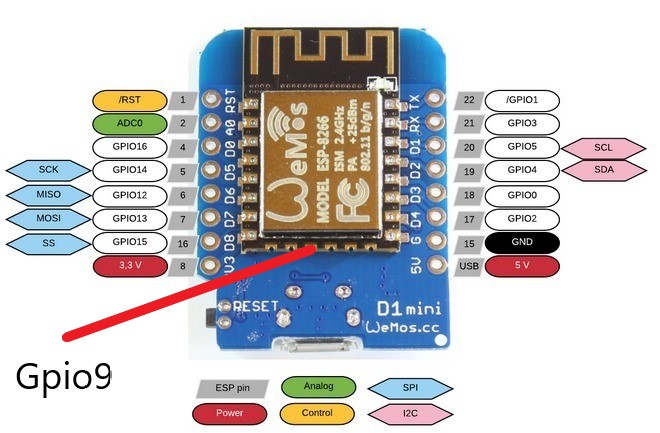 /RST 1 RST TX 22 /GPIO1
ADC0 2 A0 RX 21 GPIO3
GPIO16 4 D0 D1 20 GPIO5 SCL
SCK GPIO14 5 D5 D2 19 GPIO4 SDA
MISO GPIO12 6 D6 D3 18 GPIO0
MOSI GPIO13 7 D7 D4 17 GPIO2
SS GPIO15 16 D8 G 15 GND
3,3 V 8 3V3 5V USB 5 V
WeMos
MODEL ESP-8266
ISM 2.4GHz
PA +25dBm
802.11 b/g/n
FC
RESET
D1 mini
WeMos.cc
Gpio9
ESP pin Analog SPI
Power Control I2C